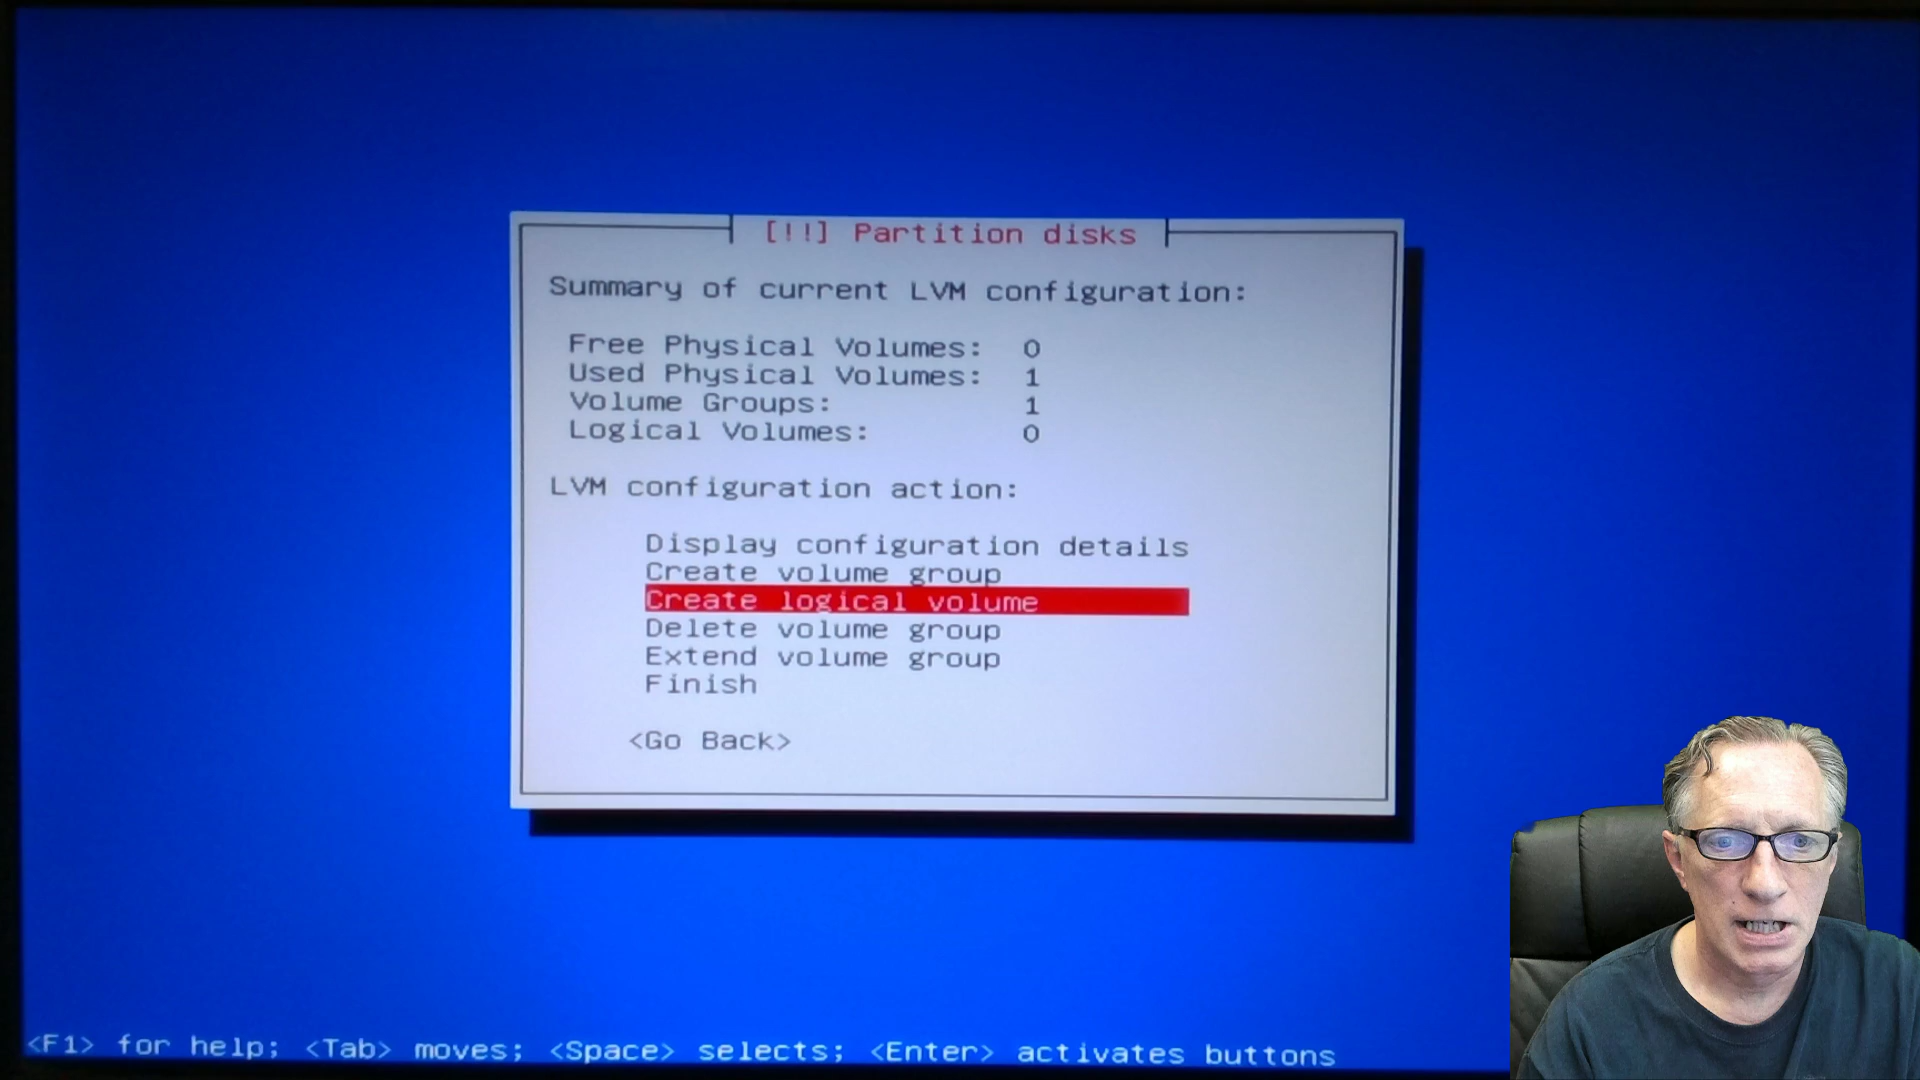 [!!] Partition disks
Summary of current LVM configuration:
Free Physical Volumes: 0
Used Physical Volumes: 1
Volume Groups: 1
Logical Volumes: 0
LVM configuration action:
Display configuration details
Create volume group
Create logical volume
Delete volume group
Extend volume group
Finish
<Go Back>
<F1> for help; <Tab> moves; <Space> selects; <Enter> activates buttons